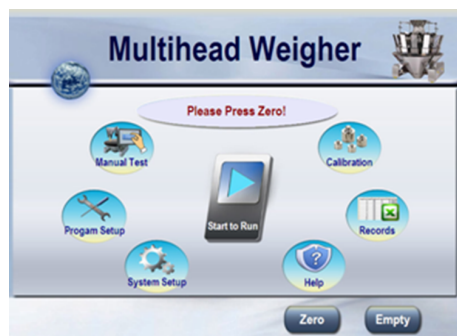 Multihead Weigher
Please Press Zero!
Manual Test
Calibration
Start to Run
Progam Setup
Records
System Setup
Help
Zero
Empty